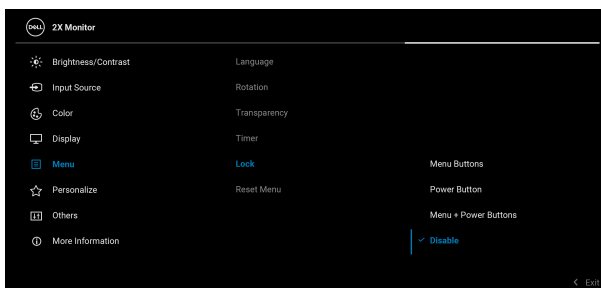 DELL 2X Monitor
Brightness/Contrast Language
Input Source Rotation
Color Transparency
Display Timer
Menu Lock Menu Buttons
Personalize Reset Menu Power Button
Others Menu + Power Buttons
More Information Disable
Exit